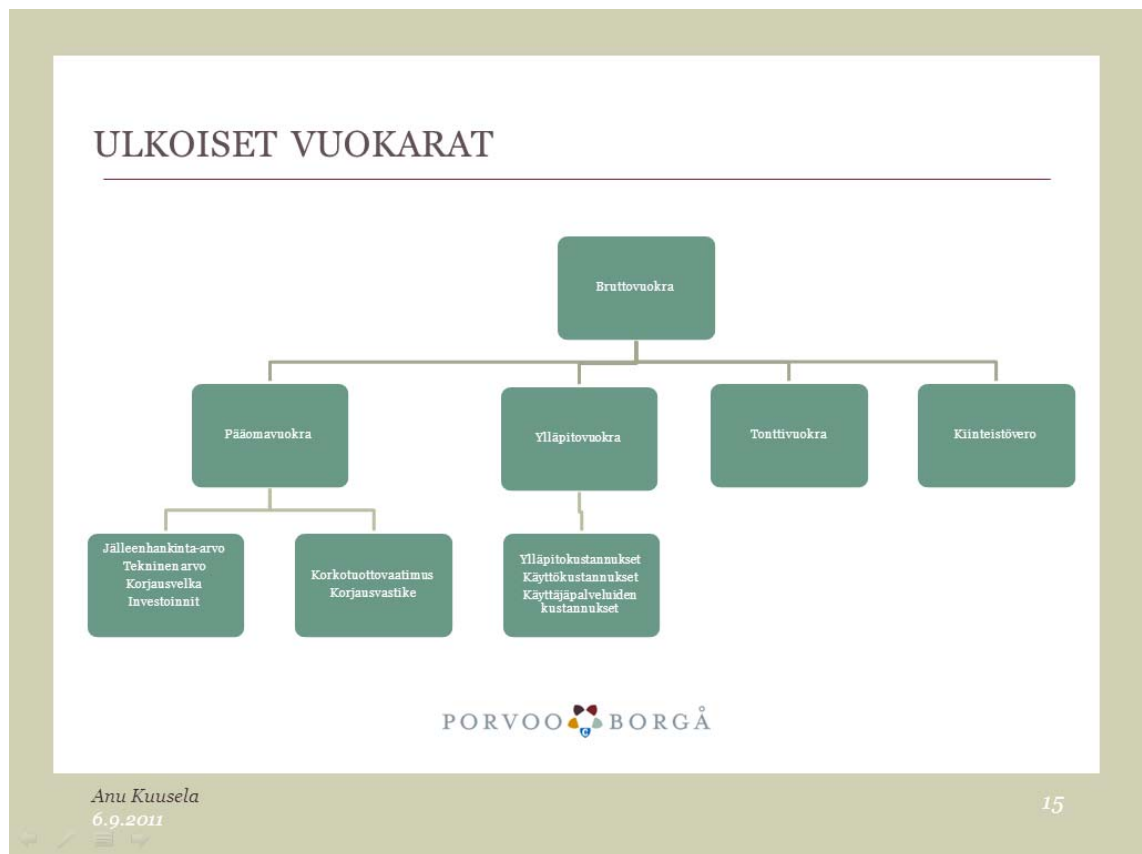 ULKOISET VUOKARAT
Bruttovuokra
Pääomavuokra
Ylläpitovuokra
Tonttivuokra
Kiinteistövero
Jälleenhankinta-arvo
Tekninen arvo
Korjausvelka
Investoinnit
Korkotuottovaatimus
Korjausvastike
Ylläpitokustannukset
Käyttökustannukset
Käyttäjäpalveluiden
kustannukset
PORVOO BORGÅ
Anu Kuusela
6.9.2011
15